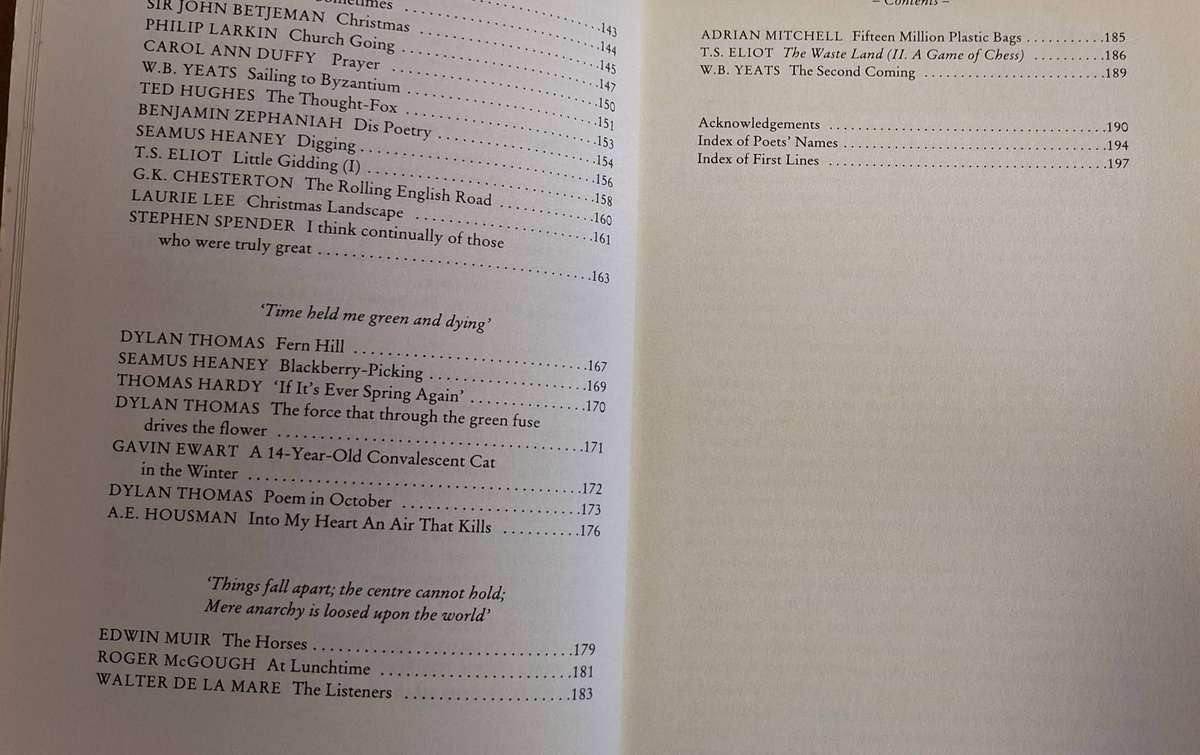 143
Sometimes ..........144
SIR JOHN BETJEMAN Christmas ..........145
PHILIP LARKIN Church Going ..........147
CAROL ANN DUFFY Prayer ..........150
W.B. YEATS Sailing to Byzantium ..........151
TED HUGHES The Thought-Fox ..........153
BENJAMIN ZEPHANIAH Dis Poetry ..........154
SEAMUS HEANEY Digging ..........156
T.S. ELIOT Little Gidding (I) ..........158
G.K. CHESTERTON The Rolling English Road ..........160
LAURIE LEE Christmas Landscape ..........161
STEPHEN SPENDER I think continually of those
who were truly great ..........163
‘Time held me green and dying’
DYLAN THOMAS Fern Hill ..........167
SEAMUS HEANEY Blackberry-Picking ..........169
THOMAS HARDY ‘If It’s Ever Spring Again’ ..........170
DYLAN THOMAS The force that through the green fuse
drives the flower ..........171
GAVIN EWART A 14-Year-Old Convalescent Cat
in the Winter ..........172
DYLAN THOMAS Poem in October ..........173
A.E. HOUSMAN Into My Heart An Air That Kills ..........176
‘Things fall apart; the centre cannot hold;
Mere anarchy is loosed upon the world’
EDWIN MUIR The Horses ..........179
ROGER McGOUGH At Lunchtime ..........181
WALTER DE LA MARE The Listeners ..........183
– Contents –
ADRIAN MITCHELL Fifteen Million Plastic Bags ..........185
T.S. ELIOT The Waste Land (II. A Game of Chess) ..........186
W.B. YEATS The Second Coming ..........189
Acknowledgements ..........190
Index of Poets’ Names ..........194
Index of First Lines ..........197